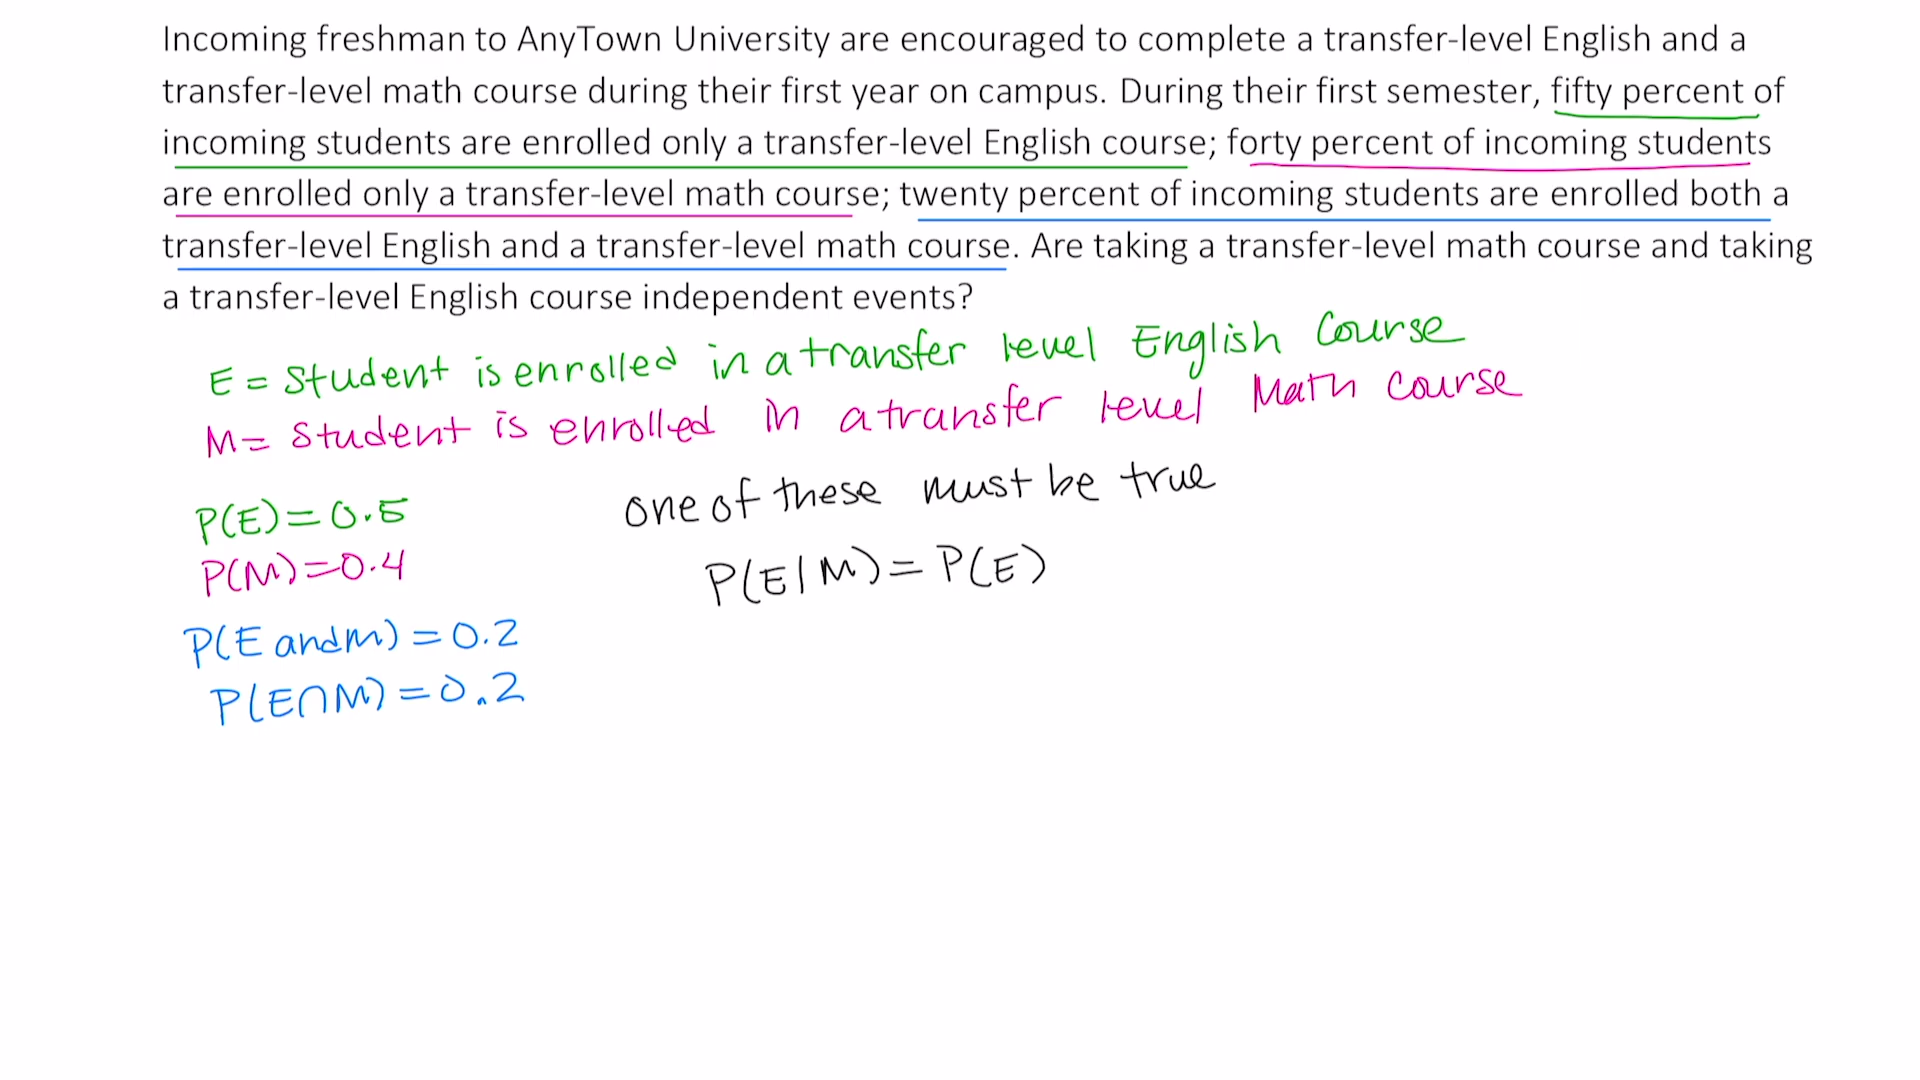 Incoming freshman to AnyTown University are encouraged to complete a transfer-level English and a
transfer-level math course during their first year on campus. During their first semester, fifty percent of
incoming students are enrolled only a transfer-level English course; forty percent of incoming students
are enrolled only a transfer-level math course; twenty percent of incoming students are enrolled both a
transfer-level English and a transfer-level math course. Are taking a transfer-level math course and taking
a transfer-level English course independent events?
E = Student is enrolled in a transfer level English Course
M = Student is enrolled in a transfer level Math course
one of these must be true
P(E)=0.5
P(M)=0.4
P(E|M)=P(E)
P(E and M)=0.2
P(E∩M)=0.2